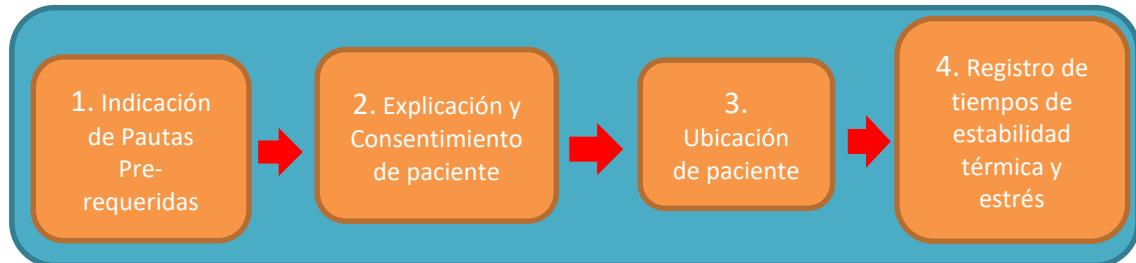 1. Indicación
de Pautas
Pre-
requeridas
2. Explicación y
Consentimiento
de paciente
3.
Ubicación
de paciente
4. Registro de
tiempos de
estabilidad
térmica y
estrés